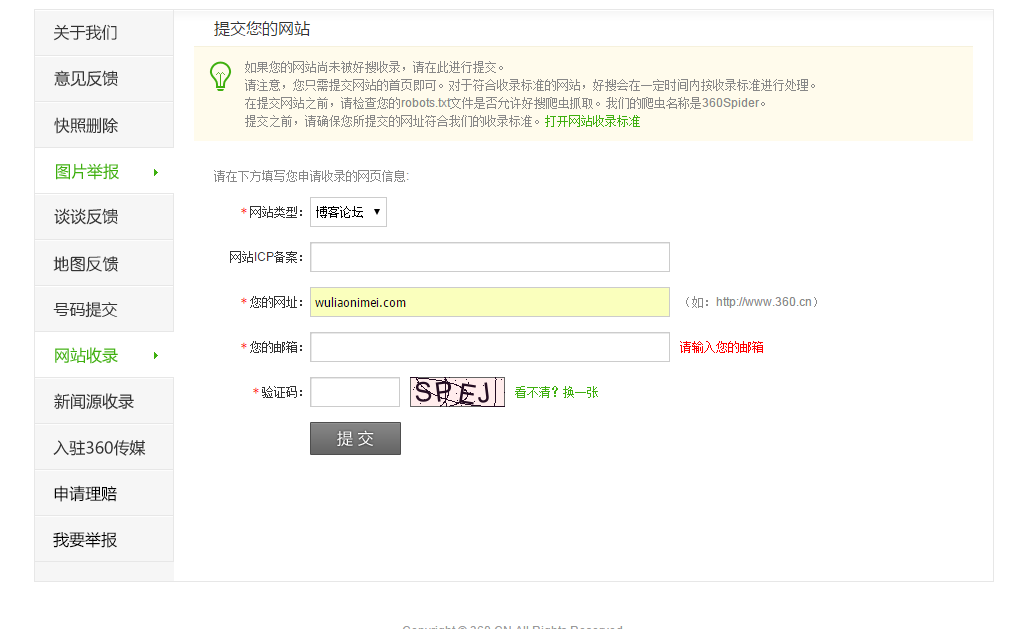 关于我们
意见反馈
快照删除
图片举报
谈谈反馈
地图反馈
号码提交
网站收录
新闻源收录
入驻360传媒
申请理赔
我要举报
提交您的网站
如果您的网站尚未被好搜收录，请在此进行提交。
请注意，您只需提交网站的首页即可。对于符合收录标准的网站，好搜会在一定时间内按收录标准进行处理。
在提交网站之前，请检查您的robots.txt文件是否允许好搜爬虫抓取。我们的爬虫名称是360Spider。
提交之前，请确保您所提交的网址符合我们的收录标准。打开网站收录标准
请在下方填写您申请收录的网页信息:
*网站类型： 博客论坛 ▼
网站ICP备案：
*您的网址： wuliaonimei.com （如：http://www.360.cn）
*您的邮箱： 请输入您的邮箱
*验证码： SPEJ 看不清？换一张
提 交
Copyright © 360.CN All Rights Reserved